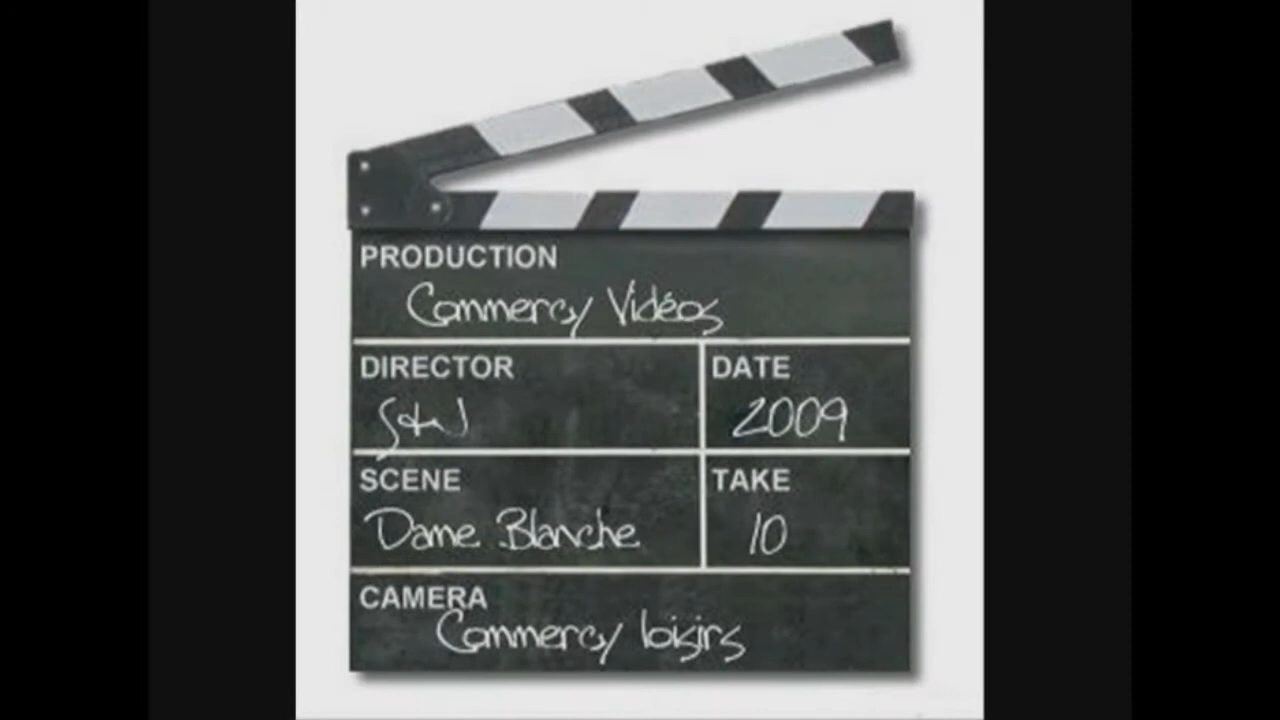 PRODUCTION
Commercy Vidéos
DIRECTOR
DATE
2009
SCENE
Dame Blanche
TAKE
10
CAMERA
Commercy loisirs